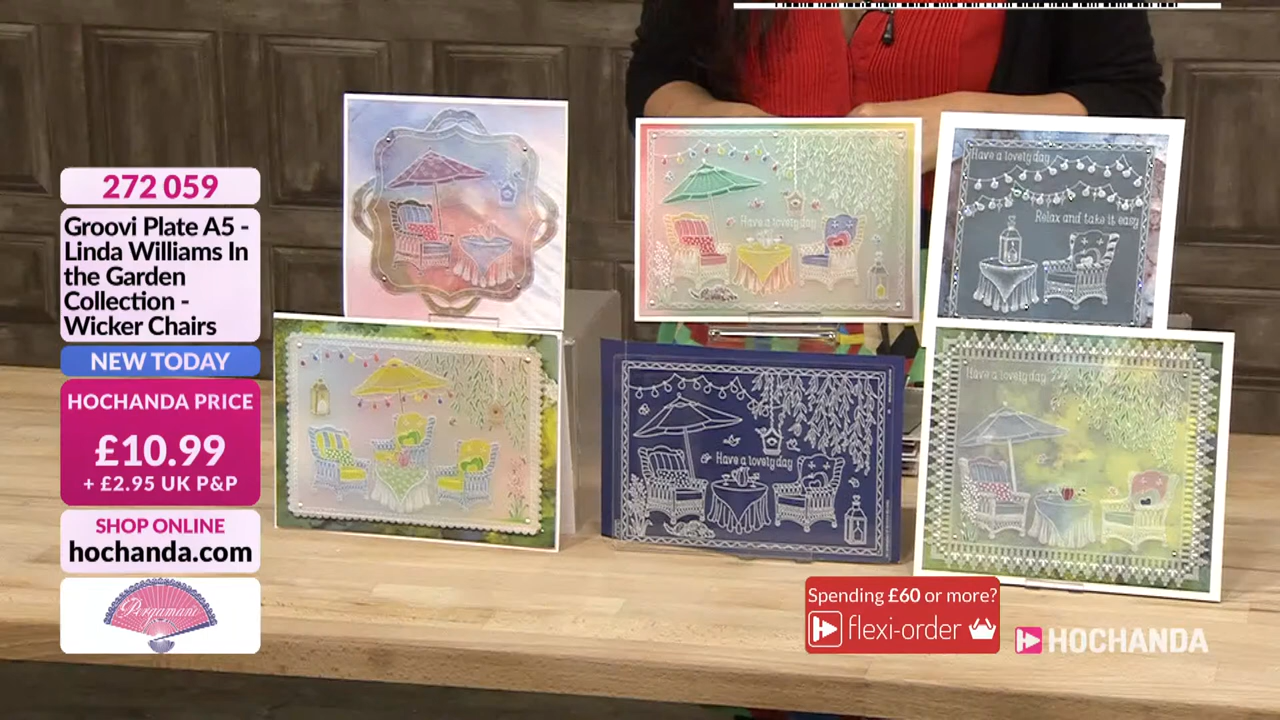 272 059
Groovi Plate A5 -
Linda Williams In
the Garden
Collection -
Wicker Chairs
NEW TODAY
HOCHANDA PRICE
£10.99
+ £2.95 UK P&P
SHOP ONLINE
hochanda.com
Pergamano
Have a lovely day
Have a lovely day
Relax and take it easy
Have a lovely day
Have a lovely day
Spending £60 or more?
flexi-order
HOCHANDA